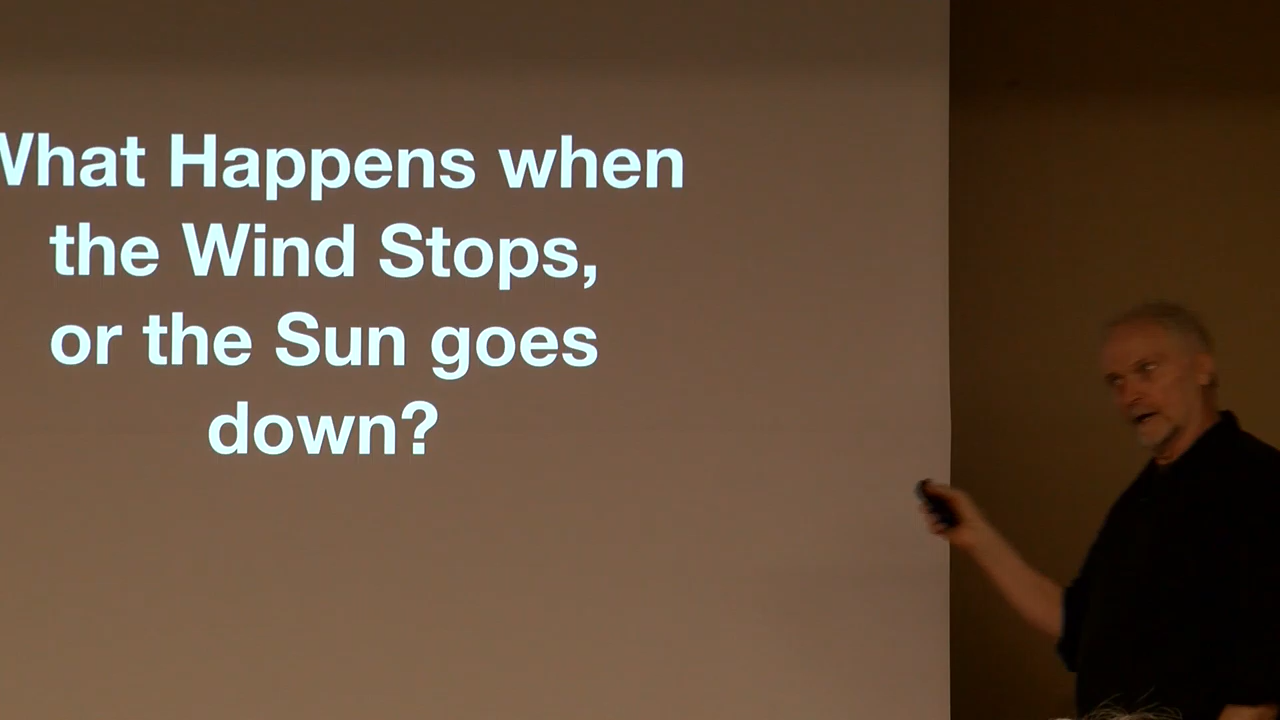 What Happens when
the Wind Stops,
or the Sun goes
down?